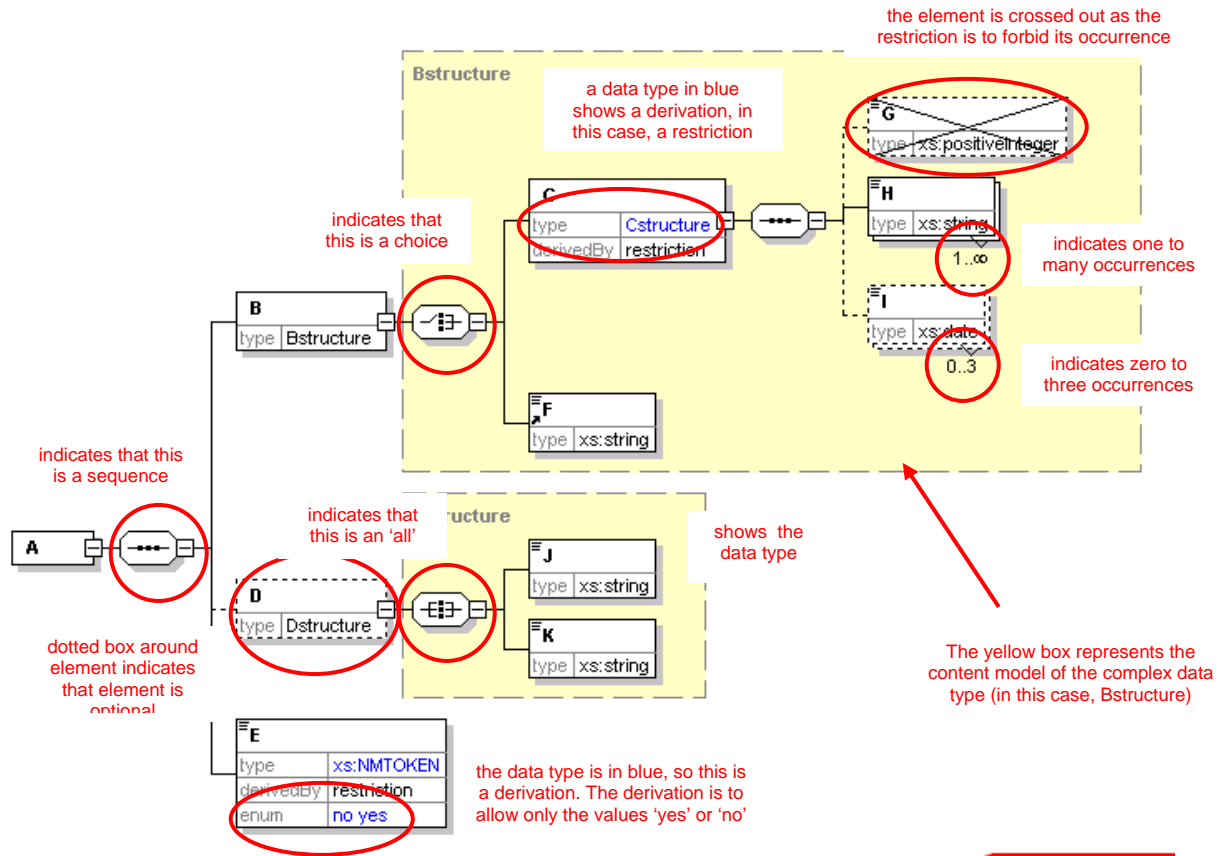 the element is crossed out as the
restriction is to forbid its occurrence
Bstructure
a data type in blue
shows a derivation, in
this case, a restriction
G
type xs:positiveInteger
indicates that
this is a choice
C
type Cstructure
derivedBy restriction
H
type xs:string
1..∞
indicates one to
many occurrences
B
type Bstructure
I
type xs:date
0..3
indicates zero to
three occurrences
F
type xs:string
indicates that this
is a sequence
A
indicates that
this is an ‘all’
ructure
shows the
data type
J
type xs:string
D
type Dstructure
K
type xs:string
dotted box around
element indicates
that element is
optional
The yellow box represents the
content model of the complex data
type (in this case, Bstructure)
E
type xs:NMTOKEN
derivedBy restriction
enum no yes
the data type is in blue, so this is
a derivation. The derivation is to
allow only the values ‘yes’ or ‘no’